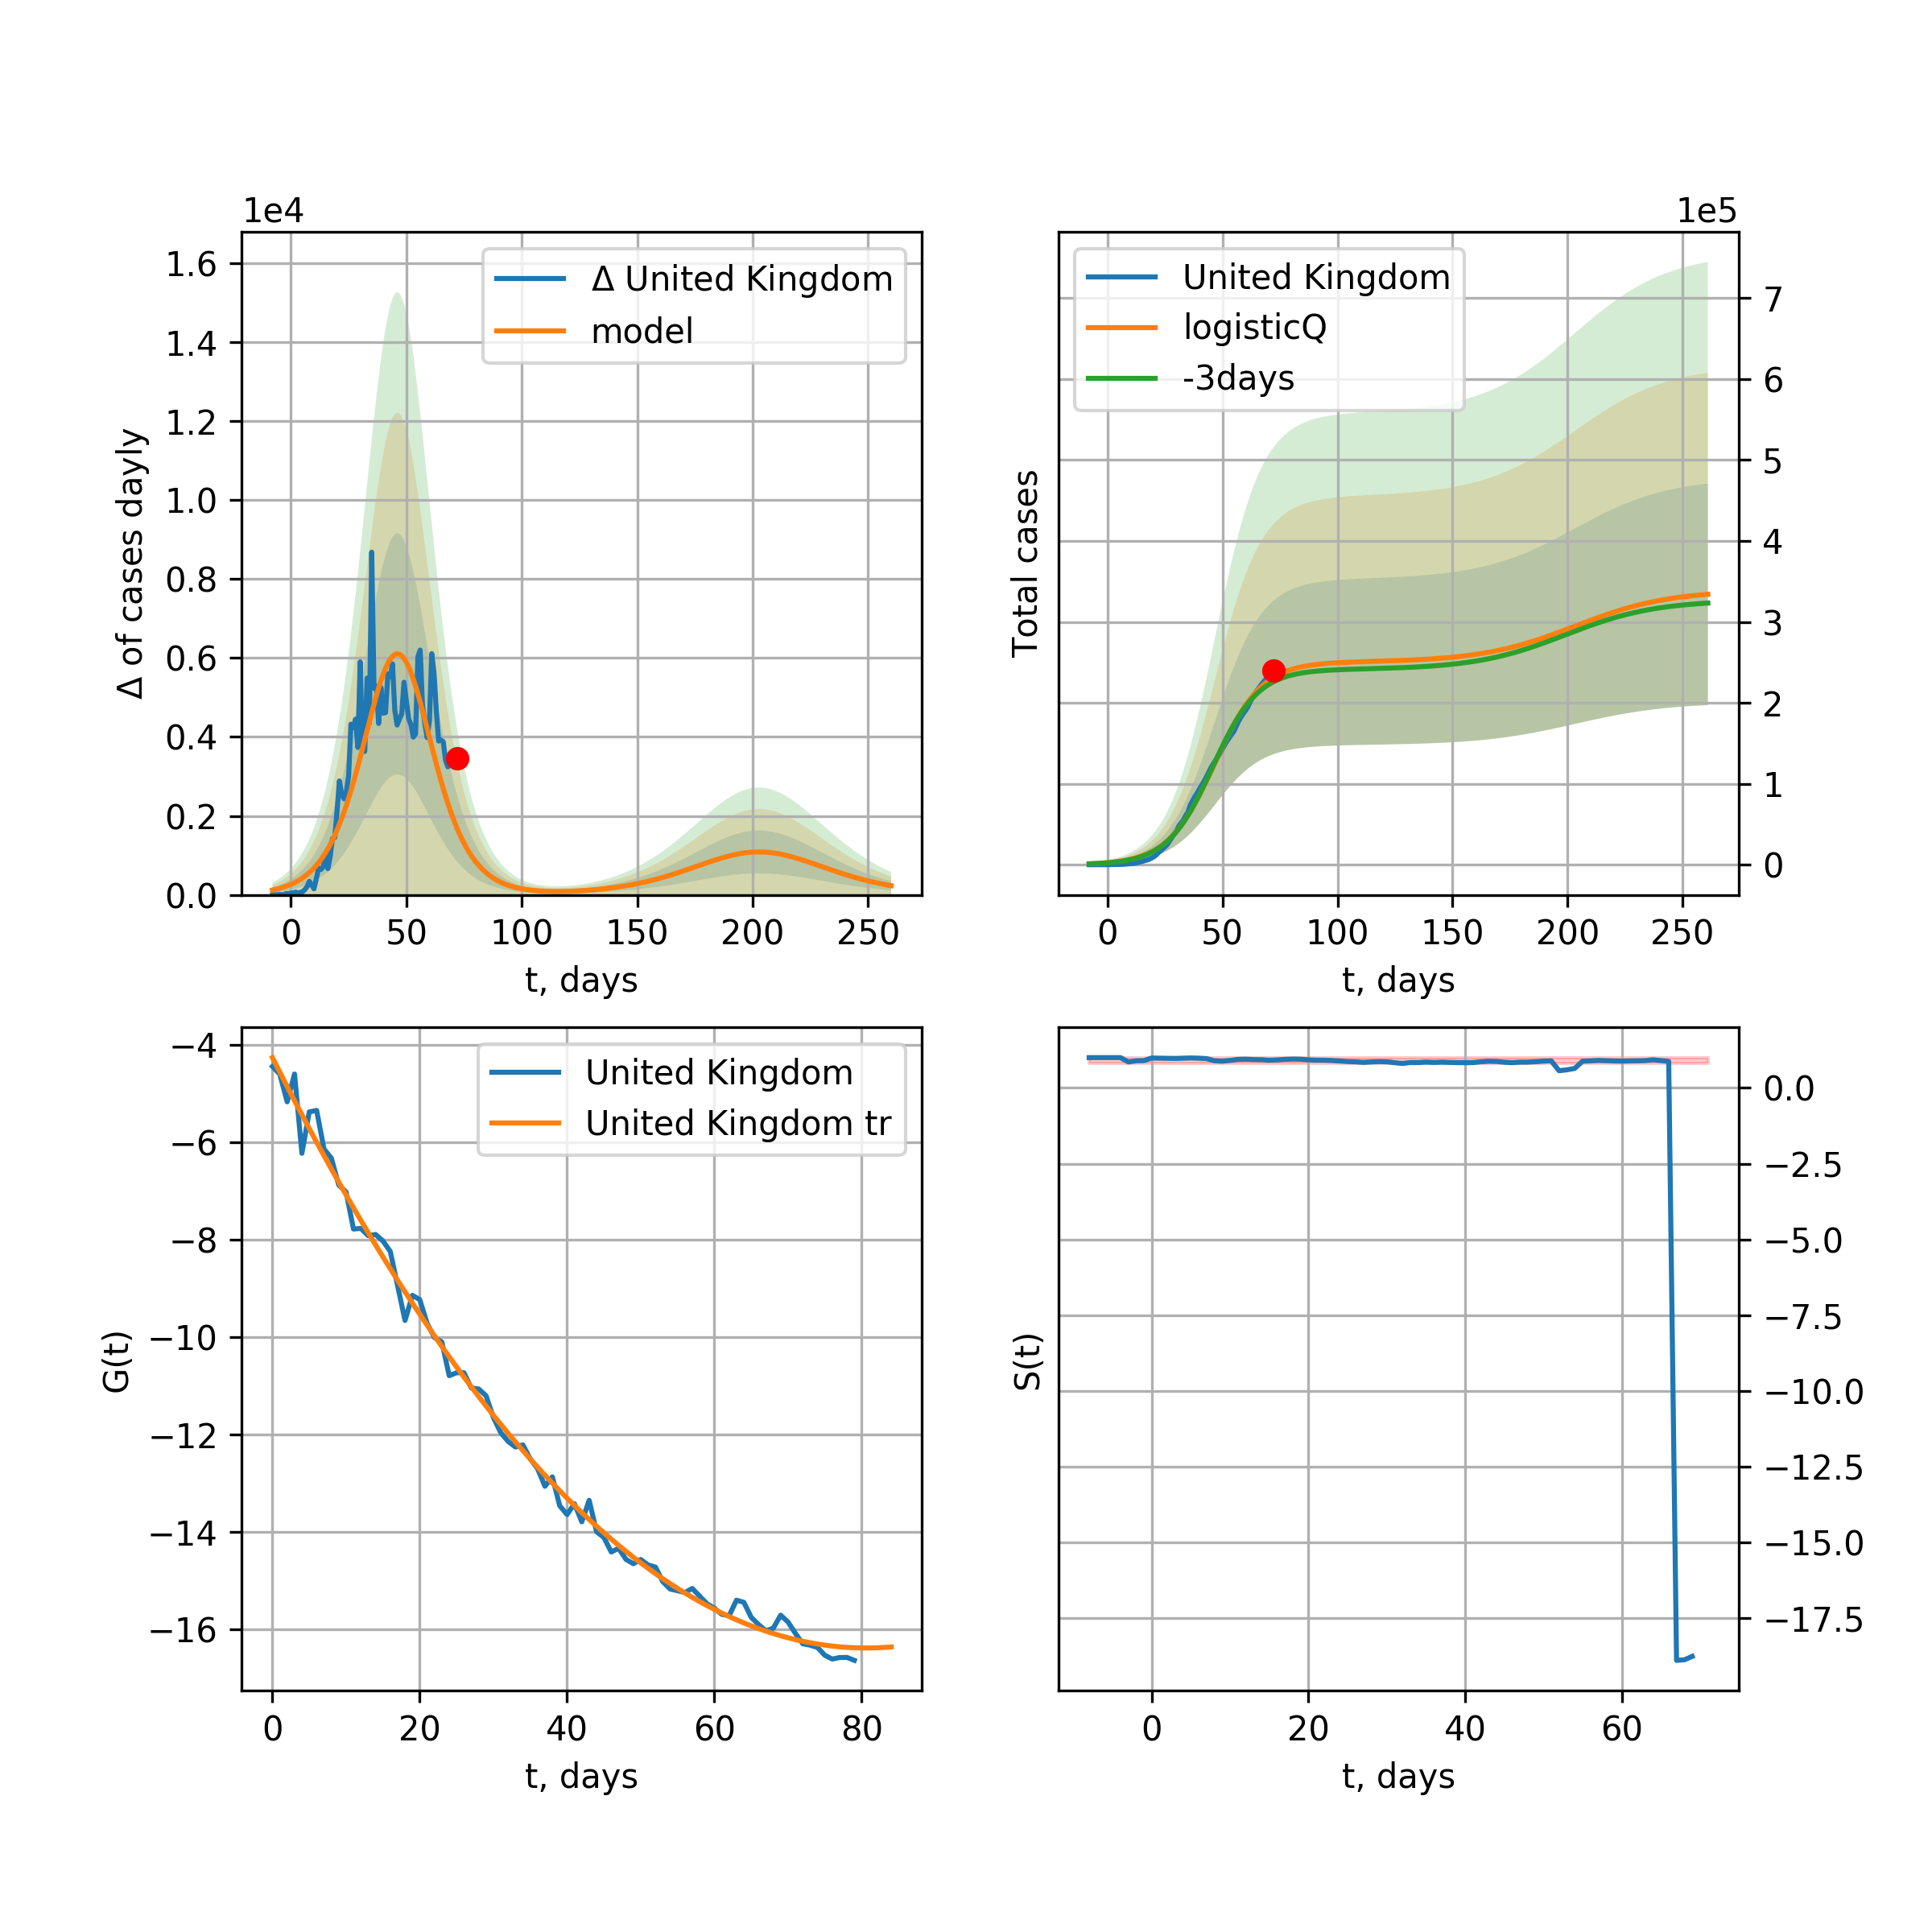 1e4
1.6
1.4
1.2
1.0
0.8
0.6
0.4
0.2
0.0
Δ of cases dayly
Δ United Kingdom
model
0 50 100 150 200 250
t, days
1e5
United Kingdom
logisticQ
-3days
Total cases
7
6
5
4
3
2
1
0
0 50 100 150 200 250
t, days
−4
−6
−8
−10
−12
−14
−16
G(t)
United Kingdom
United Kingdom tr
0 20 40 60 80
t, days
S(t)
0.0
−2.5
−5.0
−7.5
−10.0
−12.5
−15.0
−17.5
0 20 40 60
t, days